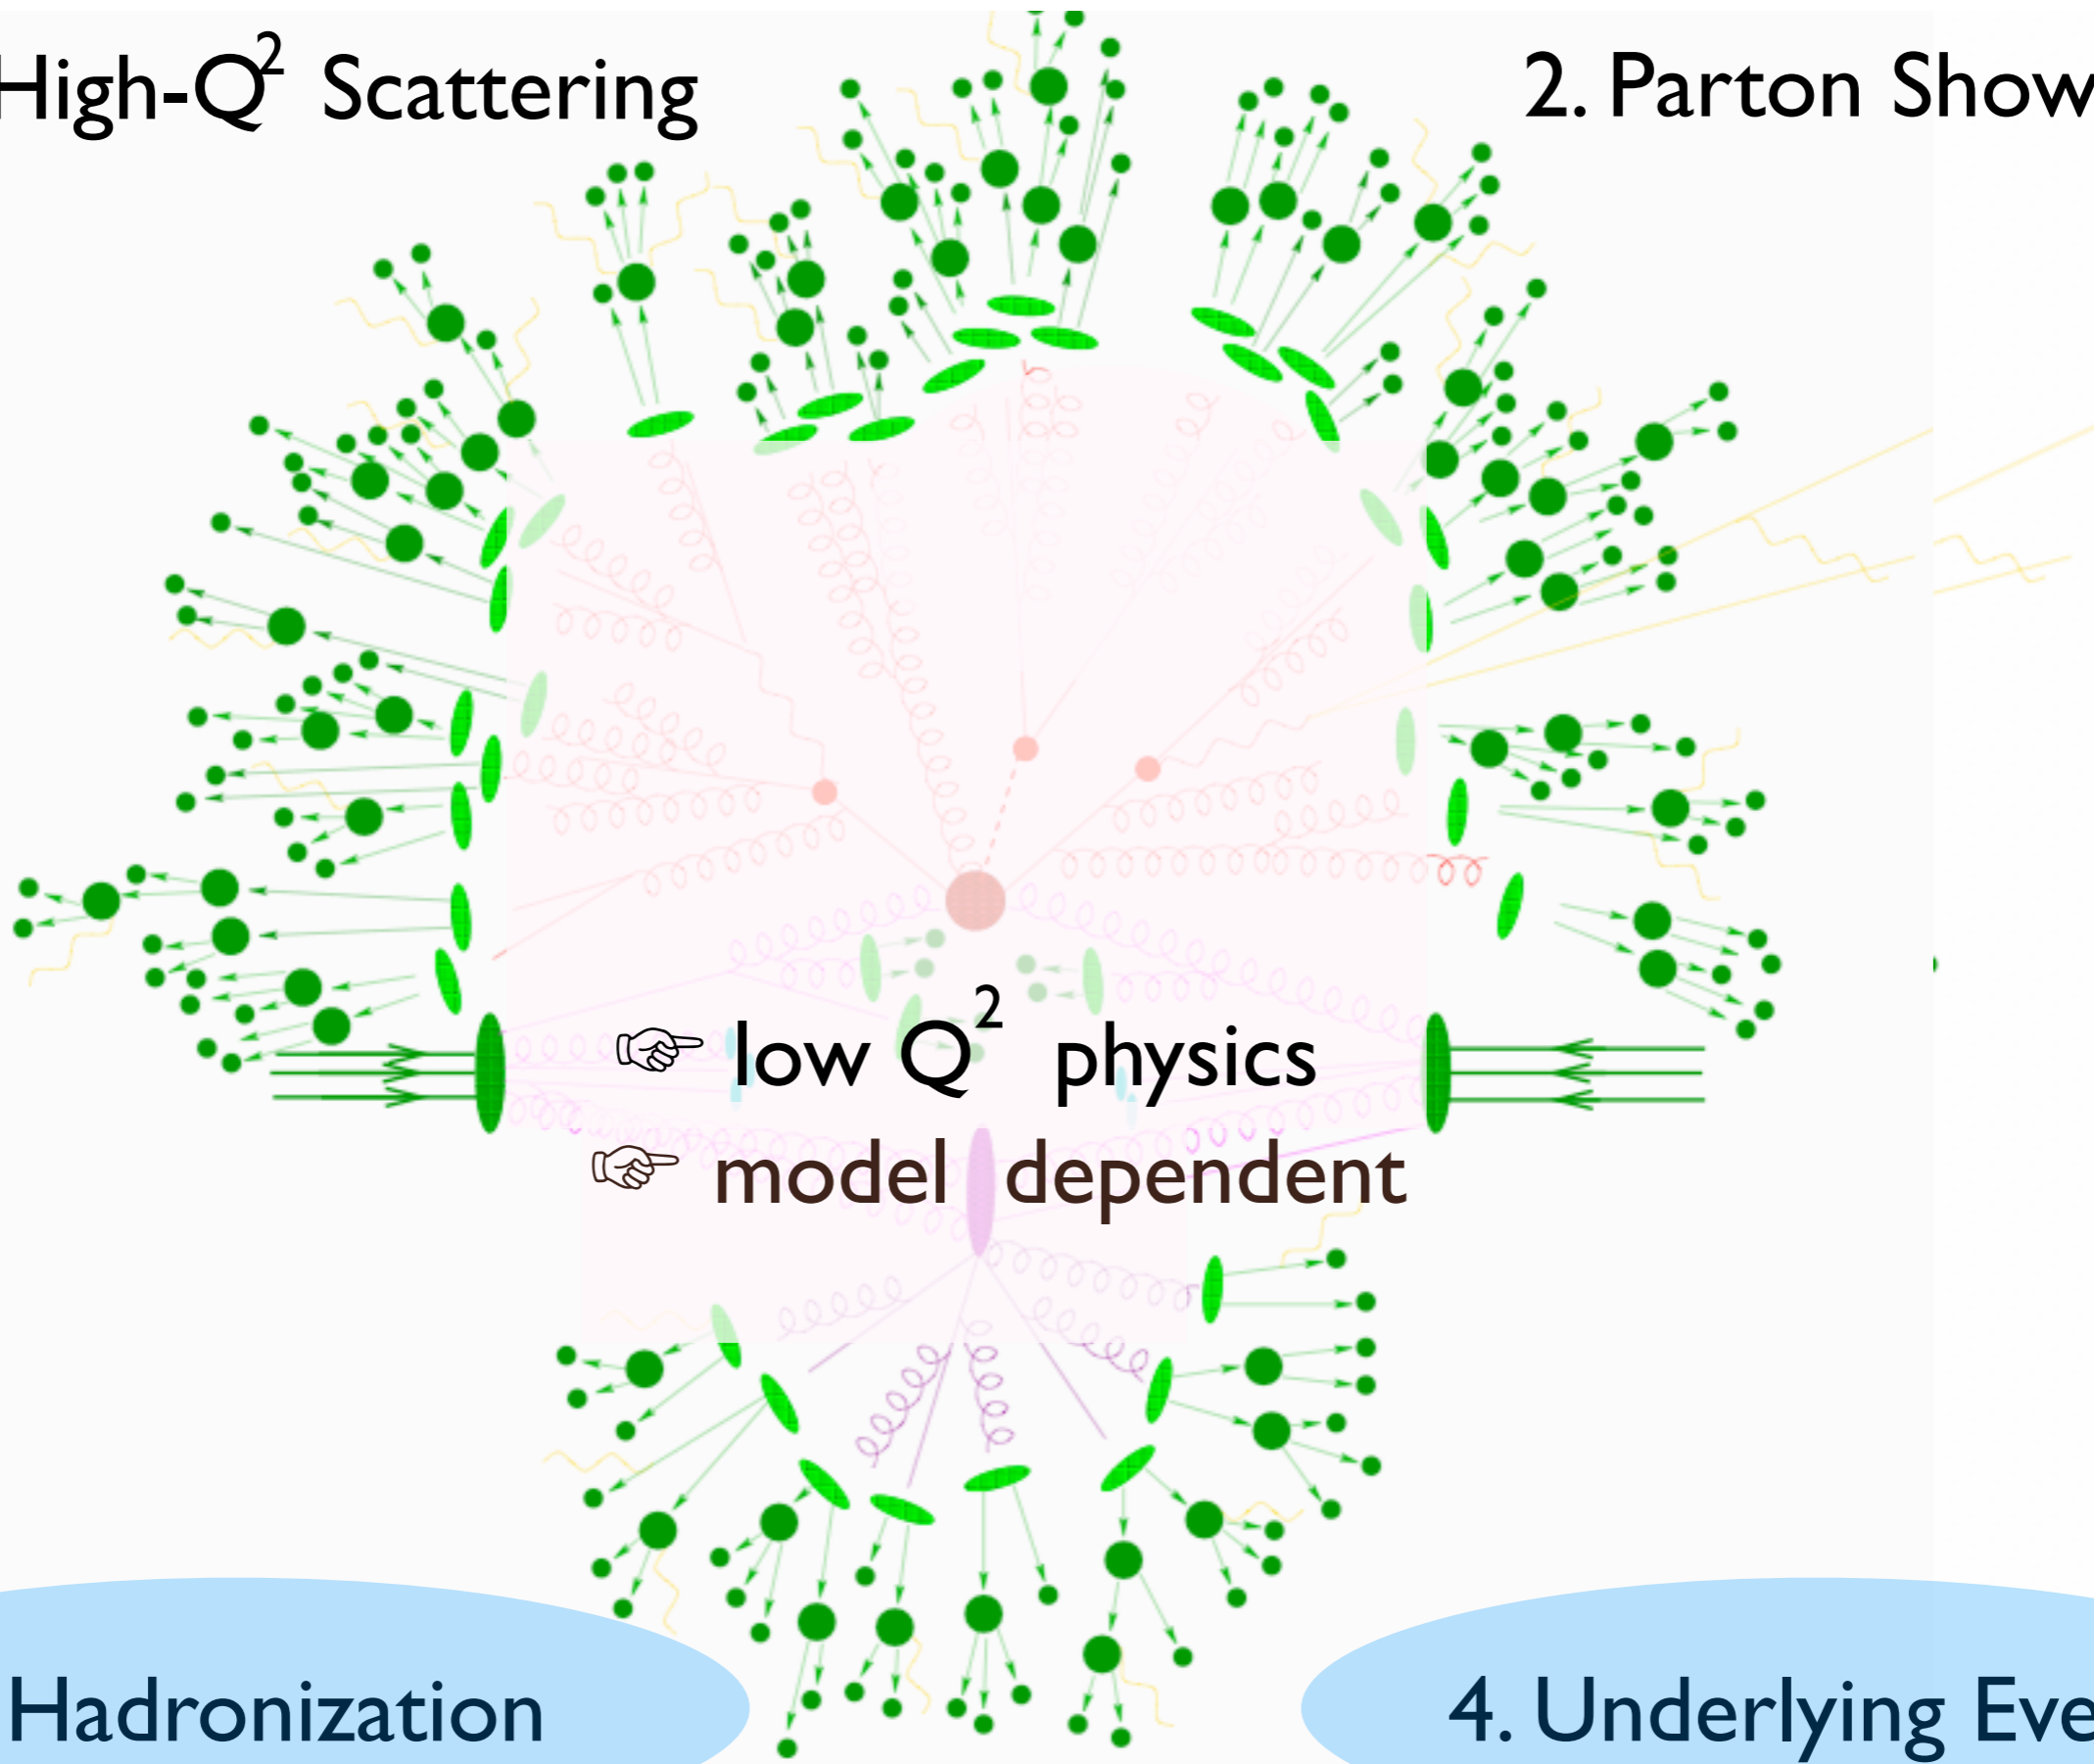 High-Q² Scattering
2. Parton Show
☞ low Q² physics
☞ model dependent
Hadronization
4. Underlying Eve